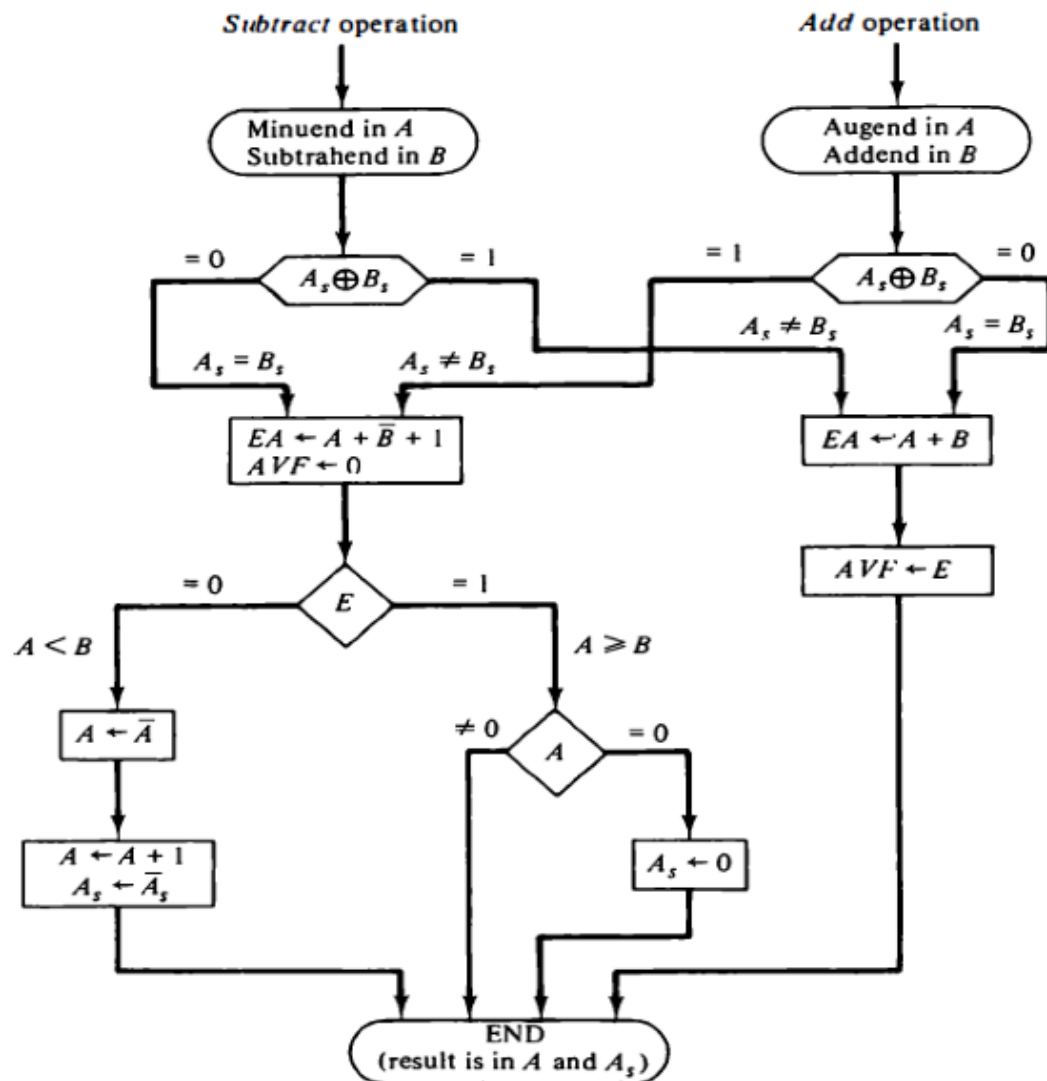 Subtract operation
Add operation
Minuend in A
Subtrahend in B
Augend in A
Addend in B
= 0
A_s ⊕ B_s
= 1
= 1
A_s ⊕ B_s
= 0
A_s = B_s
A_s ≠ B_s
A_s ≠ B_s
A_s = B_s
EA ← A + B̅ + 1
AVF ← 0
EA ← A + B
AVF ← E
= 0
E
= 1
A < B
A ⩾ B
A ← A̅
≠ 0
A
= 0
A ← A + 1
A_s ← A̅_s
A_s ← 0
END
(result is in A and A_s)